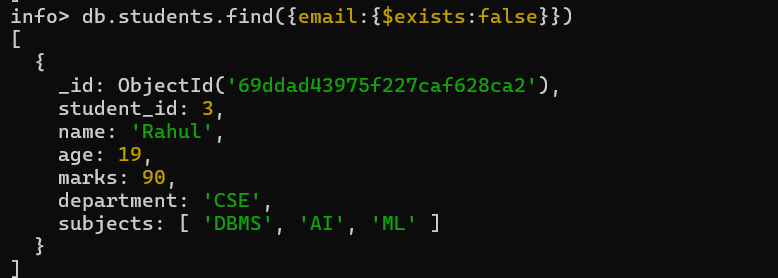 info> db.students.find({email:{$exists:false}})
[
  {
    _id: ObjectId('69ddad43975f227caf628ca2'),
    student_id: 3,
    name: 'Rahul',
    age: 19,
    marks: 90,
    department: 'CSE',
    subjects: [ 'DBMS', 'AI', 'ML' ]
  }
]